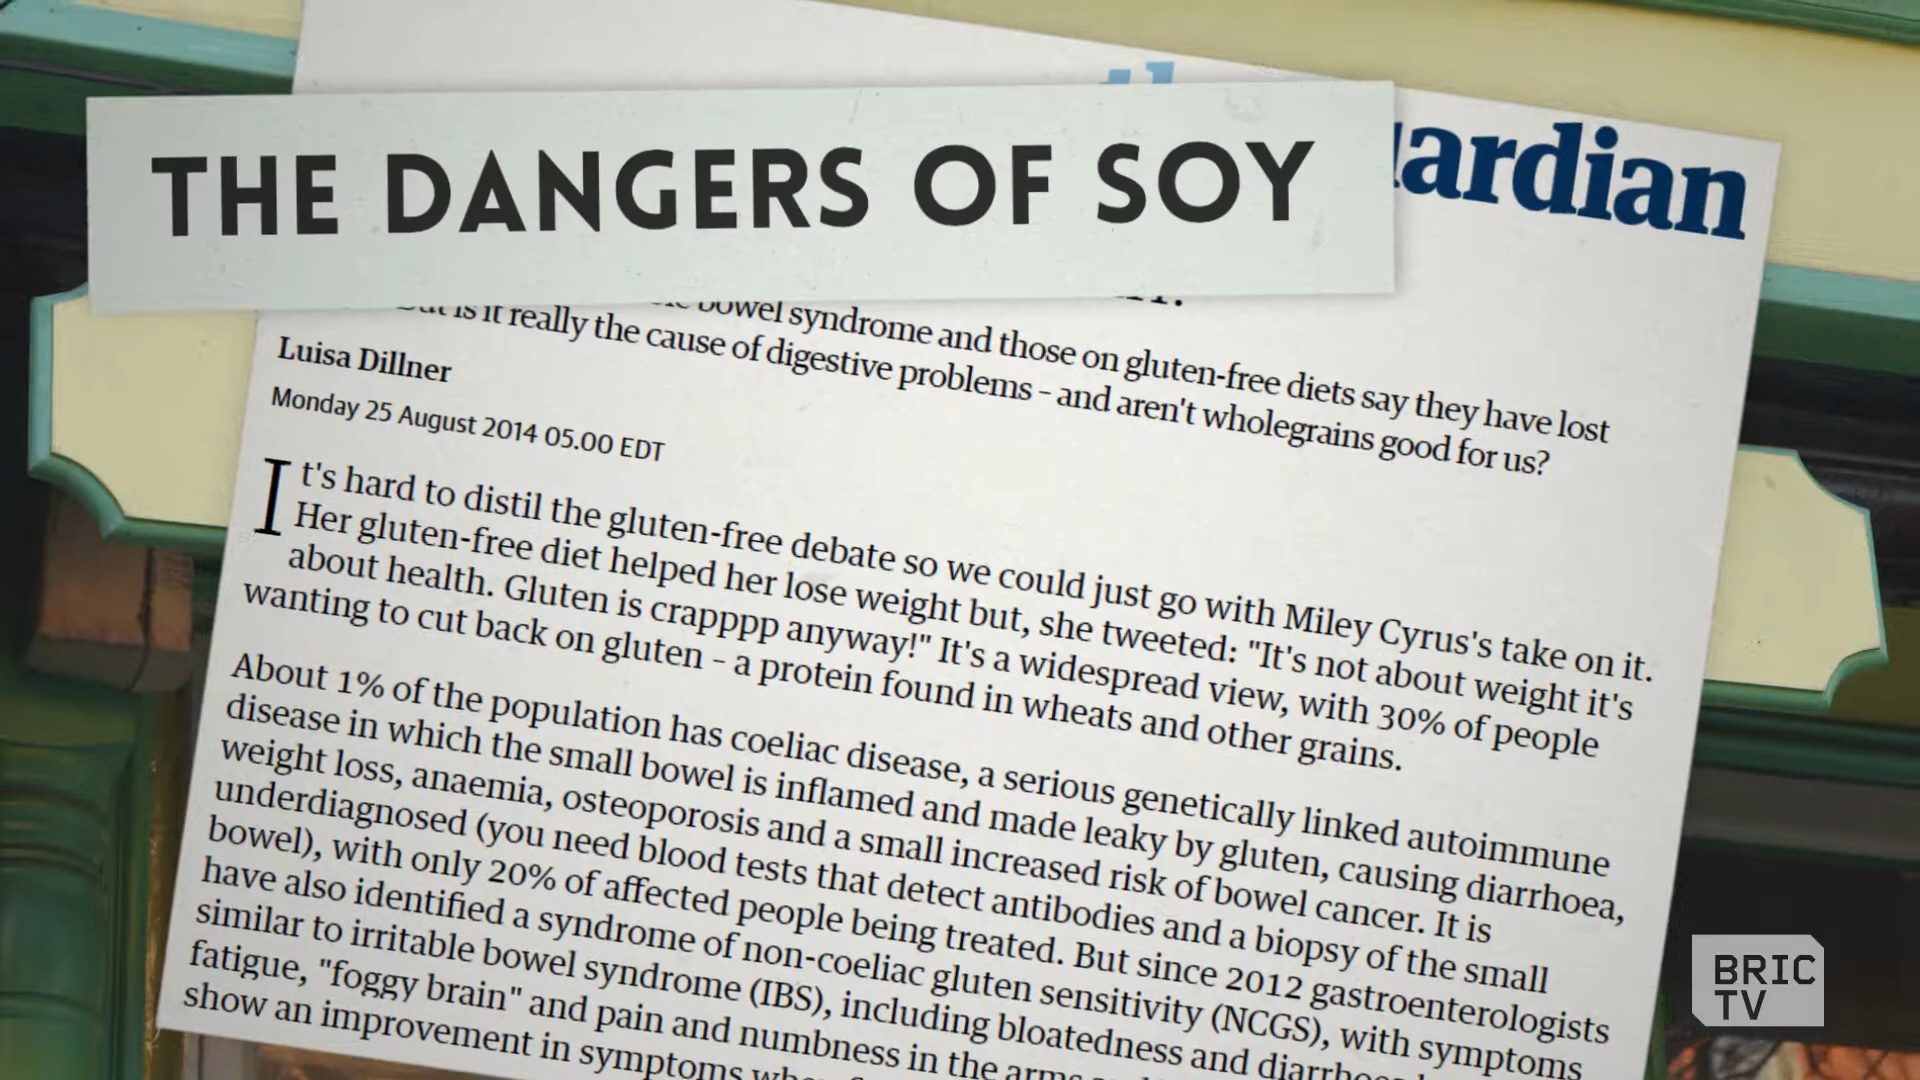 THE DANGERS OF SOY
ardian
bowel syndrome and those on gluten-free diets say they have lost
is it really the cause of digestive problems – and aren't wholegrains good for us?
Luisa Dillner
Monday 25 August 2014 05.00 EDT
It's hard to distil the gluten-free debate so we could just go with Miley Cyrus's take on it.
Her gluten-free diet helped her lose weight but, she tweeted: "It's not about weight it's
about health. Gluten is crapppp anyway!" It's a widespread view, with 30% of people
wanting to cut back on gluten – a protein found in wheats and other grains.
About 1% of the population has coeliac disease, a serious genetically linked autoimmune
disease in which the small bowel is inflamed and made leaky by gluten, causing diarrhoea,
weight loss, anaemia, osteoporosis and a small increased risk of bowel cancer. It is
underdiagnosed (you need blood tests that detect antibodies and a biopsy of the small
bowel), with only 20% of affected people being treated. But since 2012 gastroenterologists
have also identified a syndrome of non-coeliac gluten sensitivity (NCGS), with symptoms
similar to irritable bowel syndrome (IBS), including bloatedness and
fatigue, "foggy brain" and pain and numbness in the
show an improvement in symptoms
BRIC
TV